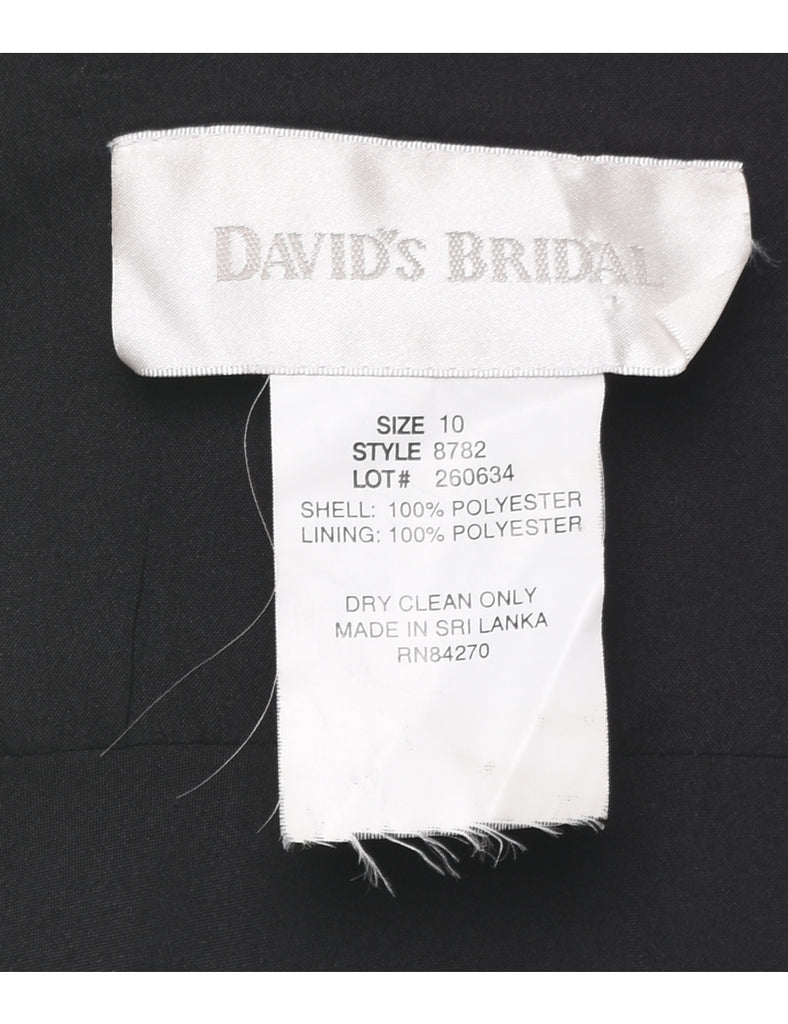 DAVID'S BRIDAL
SIZE 10
STYLE 8782
LOT# 260634
SHELL: 100% POLYESTER
LINING: 100% POLYESTER
DRY CLEAN ONLY
MADE IN SRI LANKA
RN84270